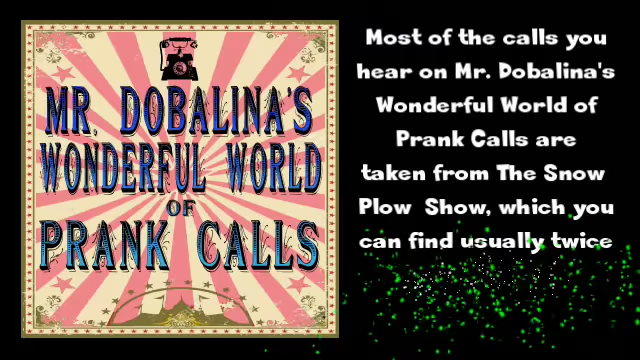 MR. DOBALINA'S
WONDERFUL WORLD
OF
PRANK CALLS
Most of the calls you
hear on Mr. Dobalina's
Wonderful World of
Prank Calls are
taken from The Snow
Plow Show, which you
can find usually twice